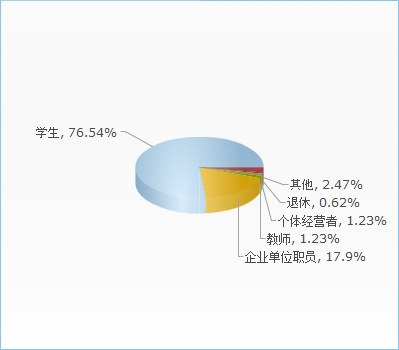 学生, 76.54%
其他, 2.47%
退休, 0.62%
个体经营者, 1.23%
教师, 1.23%
企业单位职员, 17.9%